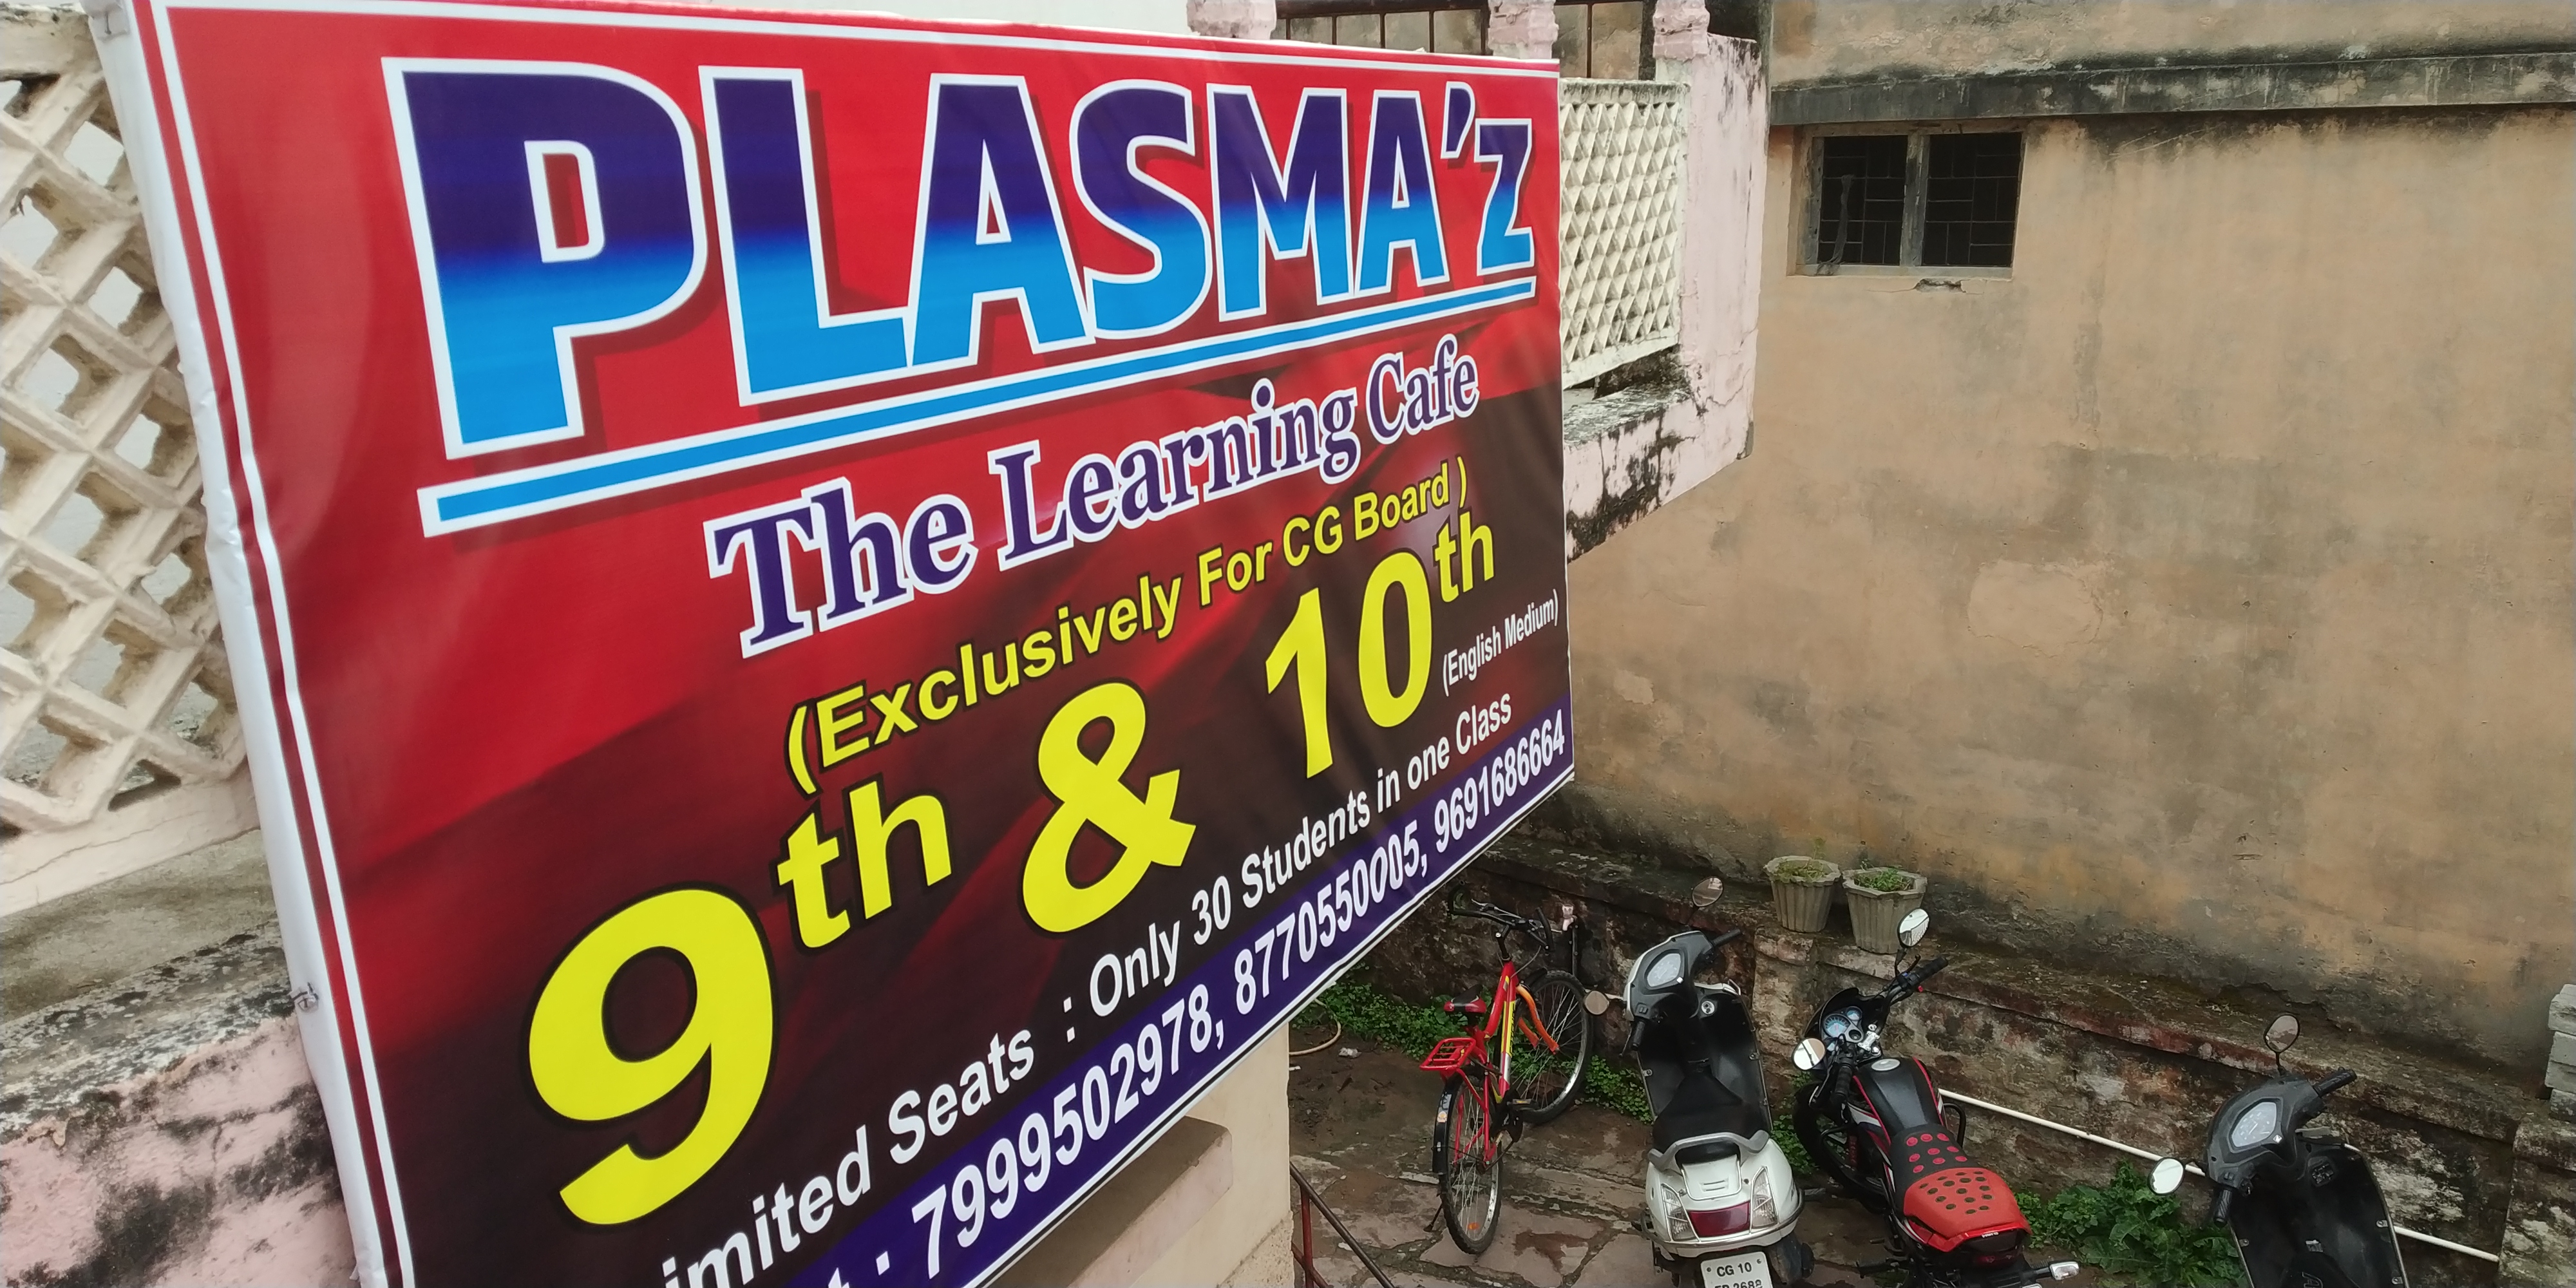 PLASMA'Z
The Learning Cafe
(Exclusively For CG Board)
9th & 10th
(English Medium)
imited Seats : Only 30 Students in one Class
t : 7999502978, 8770550005, 9691686664
CG 10